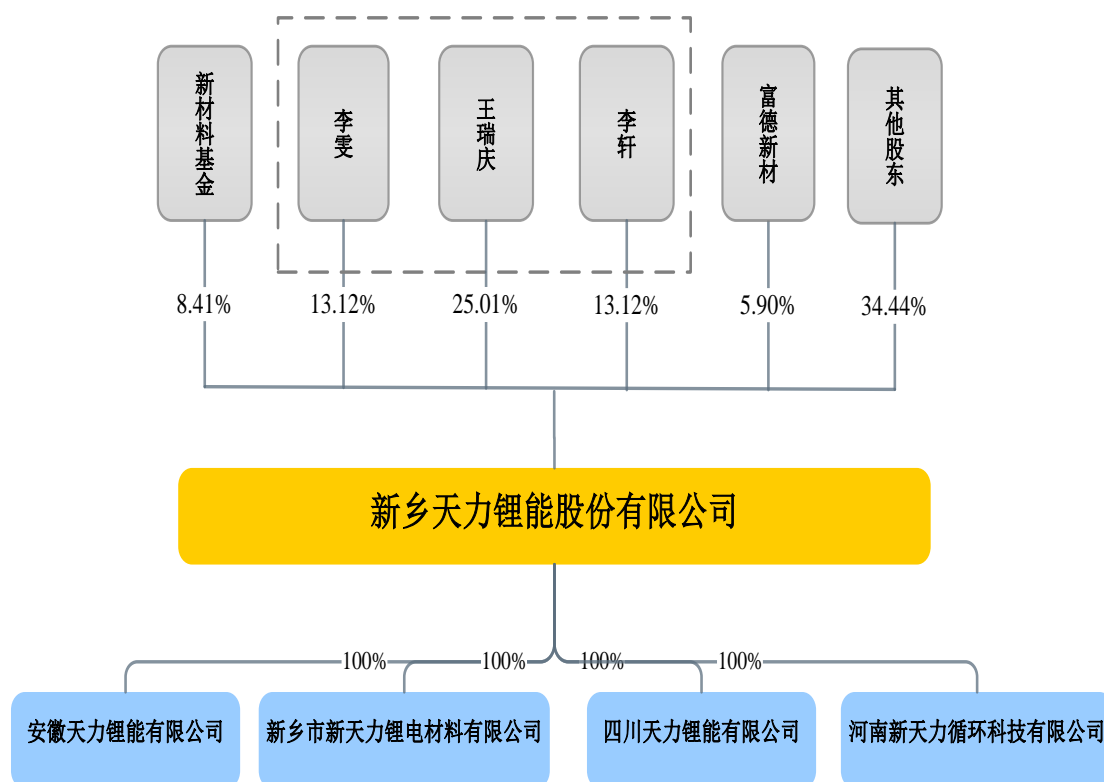 新材料基金
李雯
王瑞庆
李轩
富德新材
其他股东
8.41%
13.12%
25.01%
13.12%
5.90%
34.44%
新乡天力锂能股份有限公司
100%
100%
100%
100%
安徽天力锂能有限公司
新乡市新天力锂电材料有限公司
四川天力锂能有限公司
河南新天力循环科技有限公司